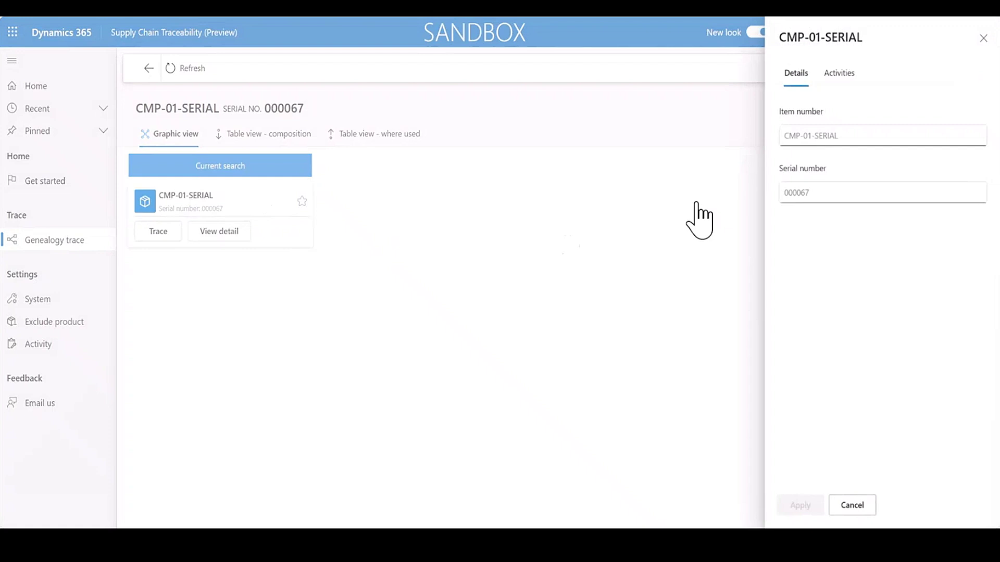 Dynamics 365
Supply Chain Traceability (Preview)
SANDBOX
New look
Refresh
Home
Recent
Pinned
Home
Get started
Trace
Genealogy trace
Settings
System
Exclude product
Activity
Feedback
Email us
CMP-01-SERIAL SERIAL NO. 000067
Graphic view
Table view - composition
Table view - where used
Current search
CMP-01-SERIAL
Serial number: 000067
Trace
View detail
CMP-01-SERIAL
Details
Activities
Item number
CMP-01-SERIAL
Serial number
000067
Apply
Cancel